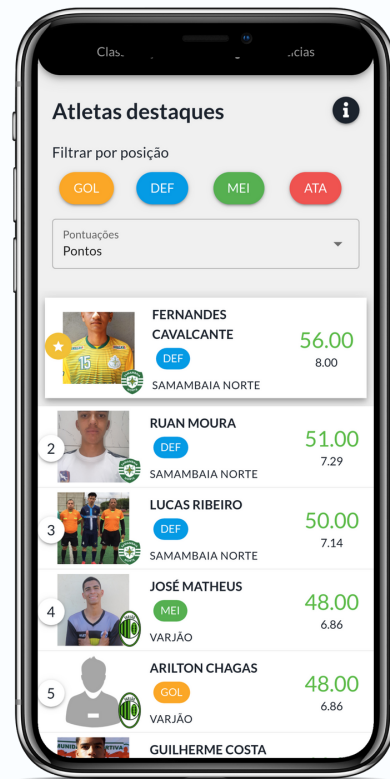 Atletas destaques
Filtrar por posição
GOL DEF MEI ATA
Pontuações
Pontos
FERNANDES
CAVALCANTE
DEF
SAMAMBAIA NORTE
56.00
8.00
15
2
RUAN MOURA
DEF
SAMAMBAIA NORTE
51.00
7.29
3
LUCAS RIBEIRO
DEF
SAMAMBAIA NORTE
50.00
7.14
4
JOSÉ MATHEUS
MEI
VARJÃO
48.00
6.86
5
ARILTON CHAGAS
GOL
VARJÃO
48.00
6.86
GUILHERME COSTA